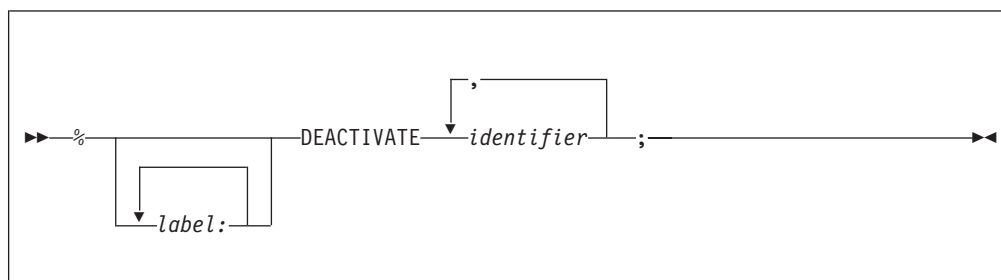 ,
% DEACTIVATE identifier ;
label: